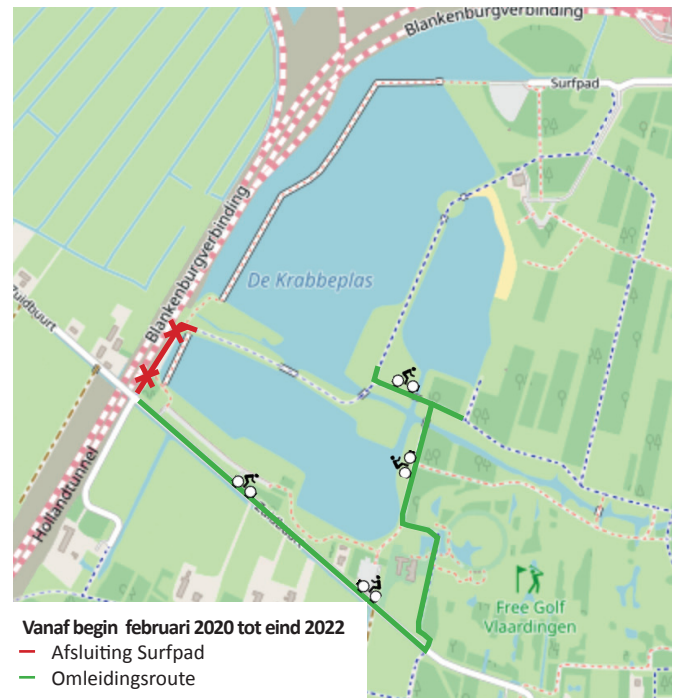 Blankenburgverbinding
Surfpad
Blankenburgverbinding
De Krabbeplas
Zuidbuurt
Hollandtunnel
Zuidbuurt
Free Golf
Vlaardingen
Vanaf begin februari 2020 tot eind 2022
Afsluiting Surfpad
Omleidingsroute